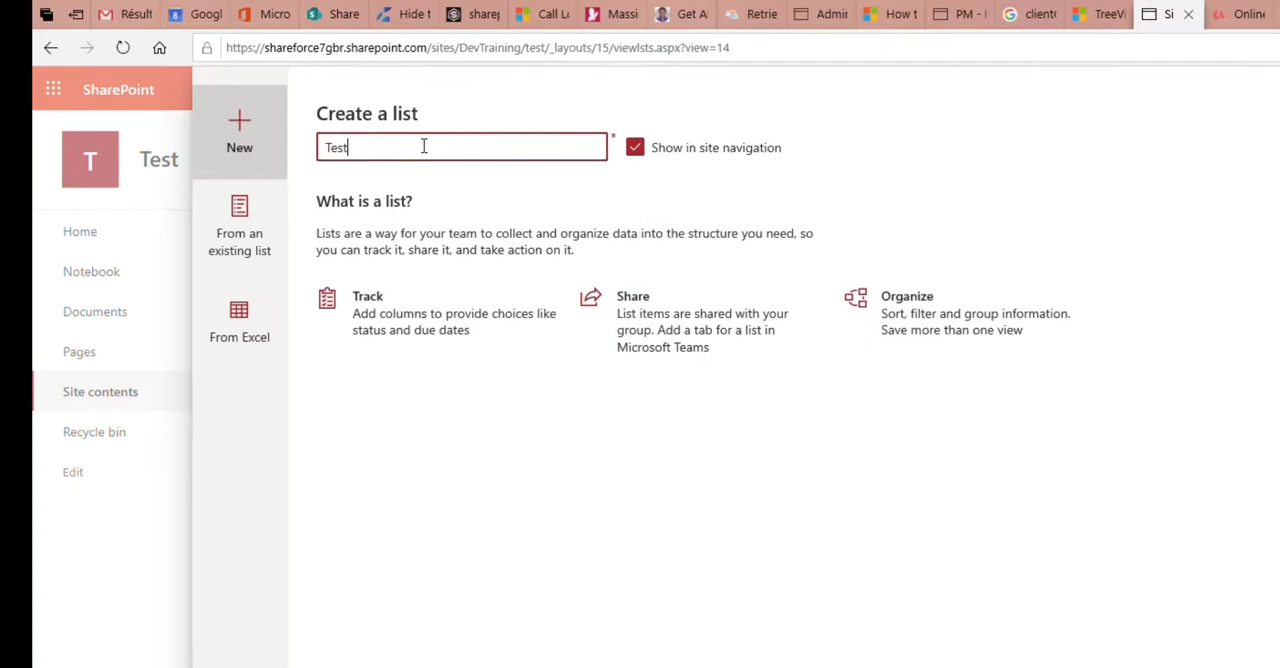 Résult
Googl
Micro
Share
Hide t
sharep
Call Lo
Massi
Get Al
Retrie
Admir
How t
PM -
client
TreeVi
Si
Online
https://shareforce7gbr.sharepoint.com/sites/DevTraining/test/_layouts/15/viewlsts.aspx?view=14
SharePoint
T
Test
Home
Notebook
Documents
Pages
Site contents
Recycle bin
Edit
New
From an
existing list
From Excel
Create a list
Test
*
Show in site navigation
What is a list?
Lists are a way for your team to collect and organize data into the structure you need, so
you can track it, share it, and take action on it.
Track
Add columns to provide choices like
status and due dates
Share
List items are shared with your
group. Add a tab for a list in
Microsoft Teams
Organize
Sort, filter and group information.
Save more than one view